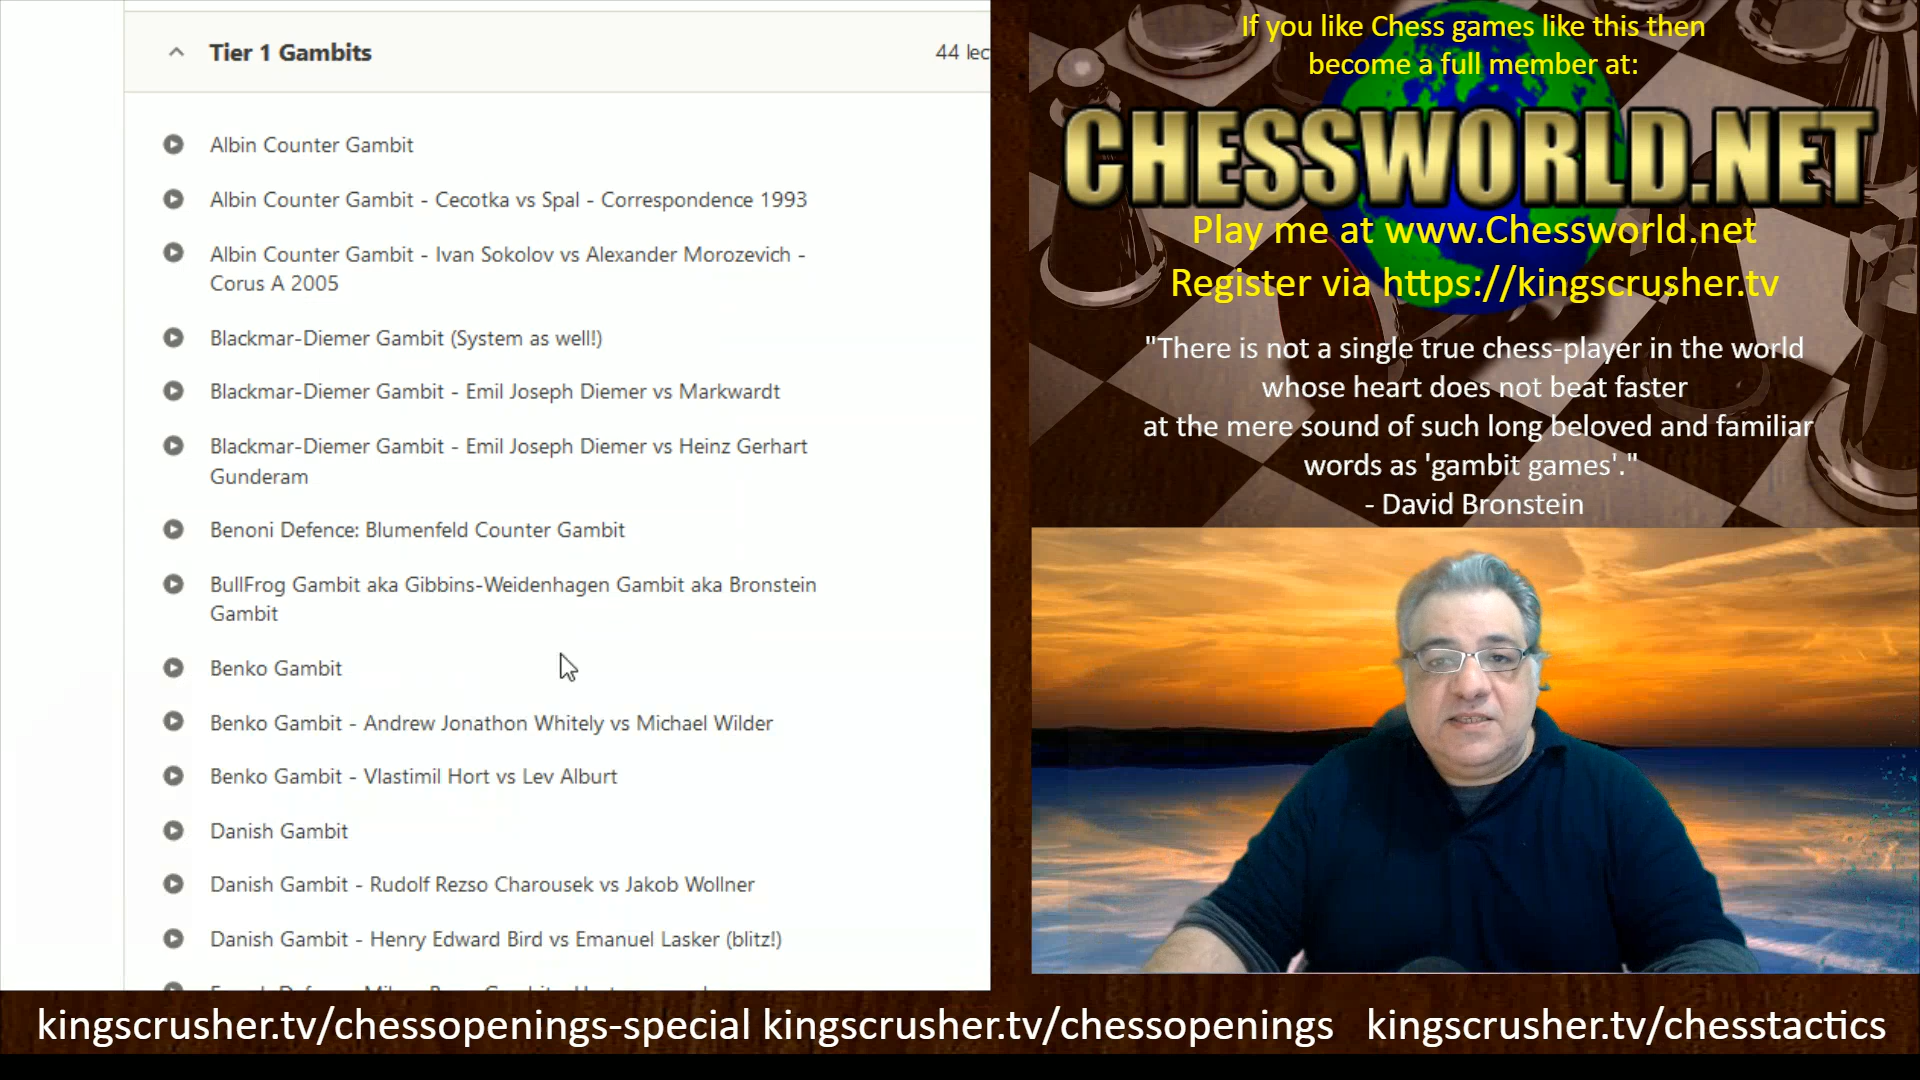 Tier 1 Gambits
44 lec
Albin Counter Gambit
Albin Counter Gambit - Cecotka vs Spal - Correspondence 1993
Albin Counter Gambit - Ivan Sokolov vs Alexander Morozevich -
Corus A 2005
Blackmar-Diemer Gambit (System as well!)
Blackmar-Diemer Gambit - Emil Joseph Diemer vs Markwardt
Blackmar-Diemer Gambit - Emil Joseph Diemer vs Heinz Gerhart
Gunderam
Benoni Defence: Blumenfeld Counter Gambit
BullFrog Gambit aka Gibbins-Weidenhagen Gambit aka Bronstein
Gambit
Benko Gambit
Benko Gambit - Andrew Jonathon Whitely vs Michael Wilder
Benko Gambit - Vlastimil Hort vs Lev Alburt
Danish Gambit
Danish Gambit - Rudolf Rezso Charousek vs Jakob Wollner
Danish Gambit - Henry Edward Bird vs Emanuel Lasker (blitz!)
If you like Chess games like this then
become a full member at:
CHESSWORLD.NET
Play me at www.Chessworld.net
Register via https://kingscrusher.tv
"There is not a single true chess-player in the world
whose heart does not beat faster
at the mere sound of such long beloved and familiar
words as 'gambit games'."
- David Bronstein
kingscrusher.tv/chessopenings-special kingscrusher.tv/chessopenings kingscrusher.tv/chesstactics